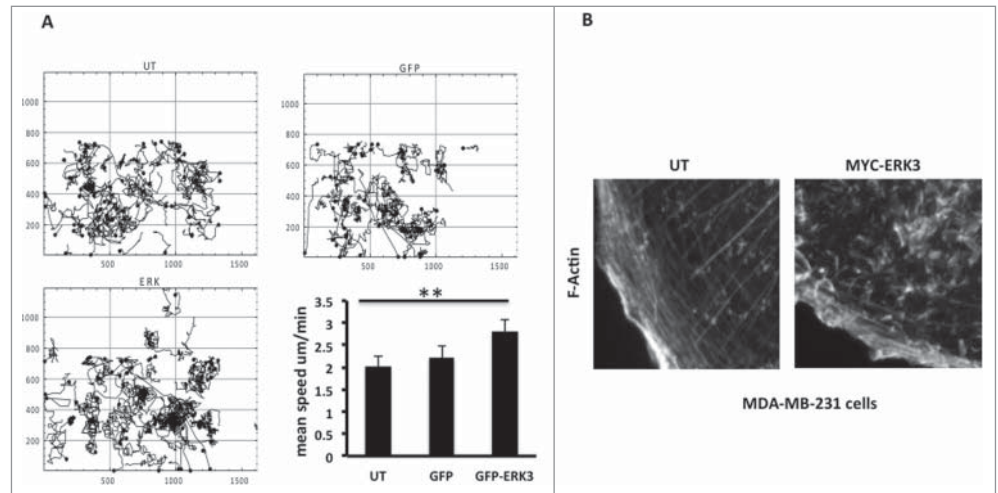 A
UT
1000
800
600
400
200
500 1000 1500
GFP
1000
800
600
400
200
500 1000 1500
ERK
1000
800
600
400
200
500 1000 1500
**
mean speed um/min
3.5
3
2.5
2
1.5
1
0.5
0
UT GFP GFP-ERK3
B
UT MYC-ERK3
F-Actin
MDA-MB-231 cells